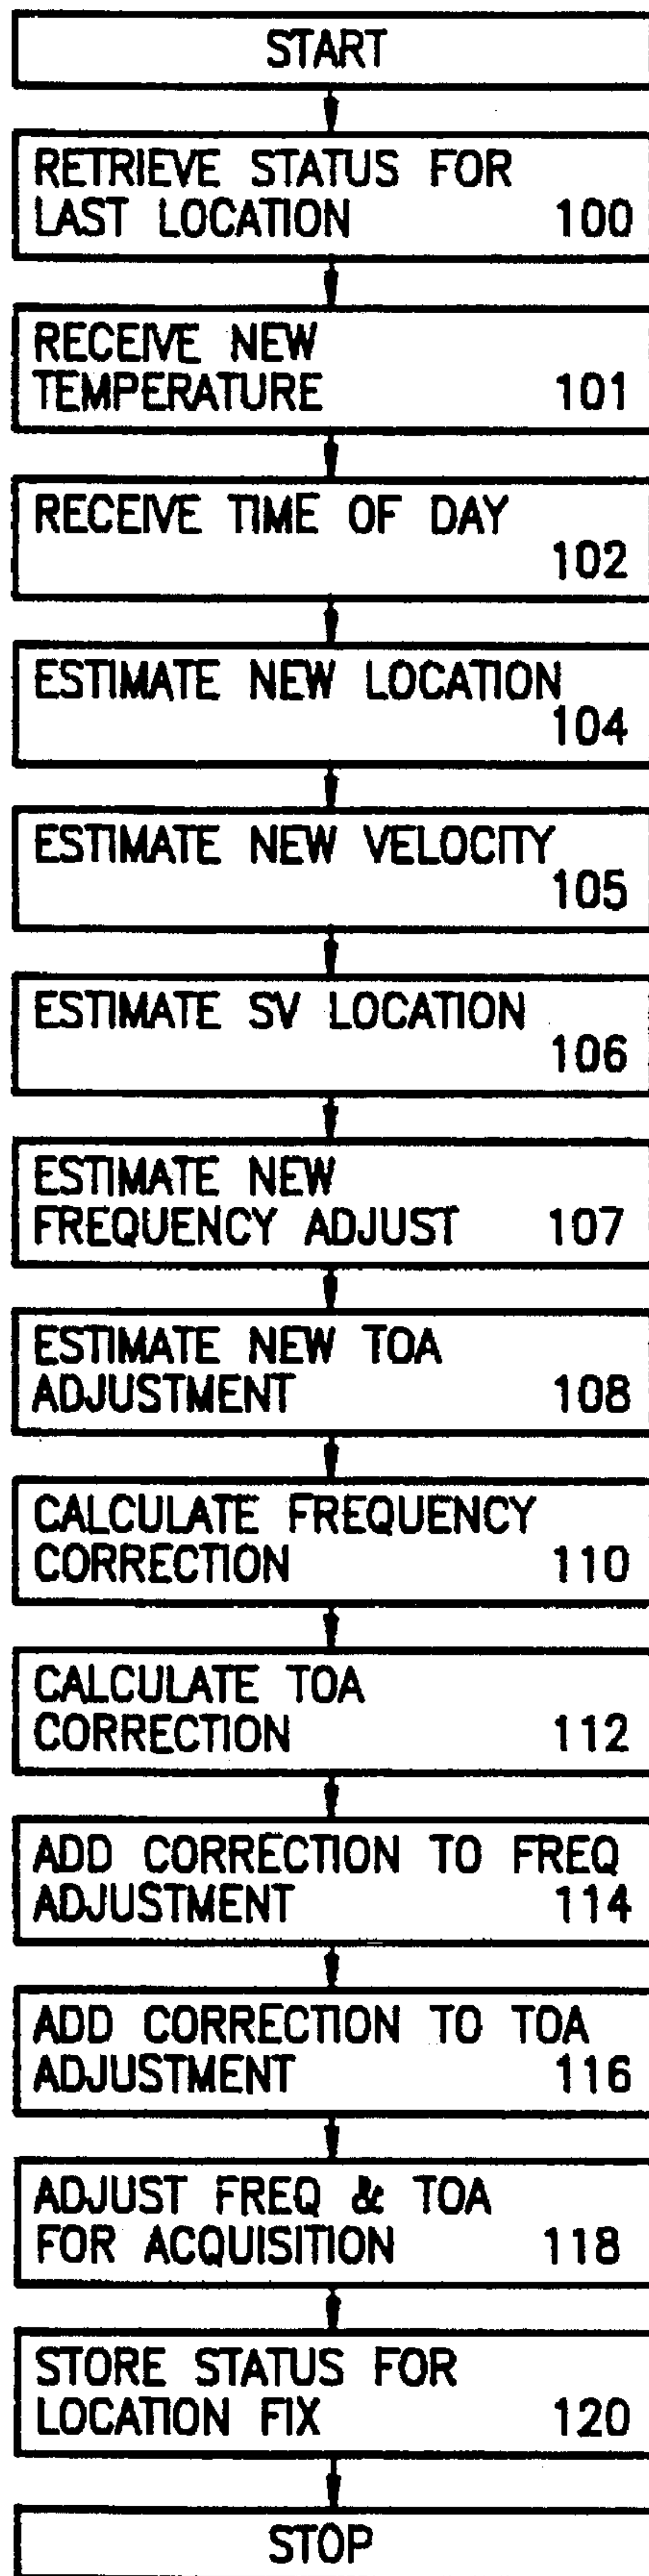 START
RETRIEVE STATUS FOR
LAST LOCATION 100
RECEIVE NEW
TEMPERATURE 101
RECEIVE TIME OF DAY
102
ESTIMATE NEW LOCATION
104
ESTIMATE NEW VELOCITY
105
ESTIMATE SV LOCATION
106
ESTIMATE NEW
FREQUENCY ADJUST 107
ESTIMATE NEW TOA
ADJUSTMENT 108
CALCULATE FREQUENCY
CORRECTION 110
CALCULATE TOA
CORRECTION 112
ADD CORRECTION TO FREQ
ADJUSTMENT 114
ADD CORRECTION TO TOA
ADJUSTMENT 116
ADJUST FREQ & TOA
FOR ACQUISITION 118
STORE STATUS FOR
LOCATION FIX 120
STOP